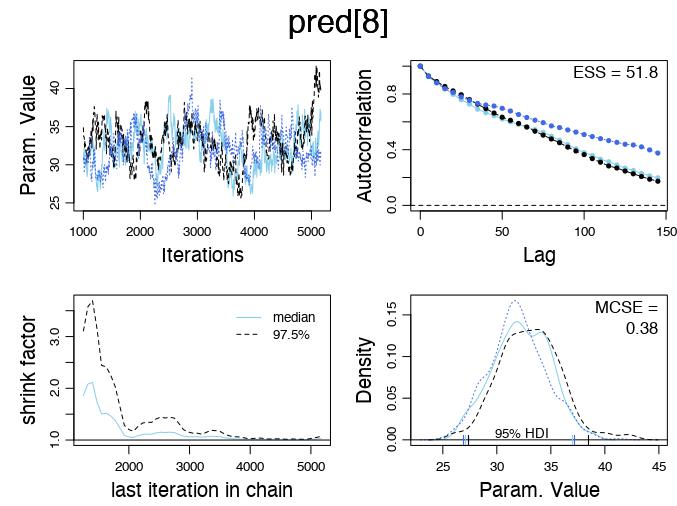 pred[8]
Param. Value
25 30 35 40
1000 2000 3000 4000 5000
Iterations
Autocorrelation
0.0 0.4 0.8
ESS = 51.8
0 50 100 150
Lag
shrink factor
1.0 2.0 3.0
median
97.5%
2000 3000 4000 5000
last iteration in chain
Density
0.00 0.05 0.10 0.15
MCSE =
0.38
95% HDI
25 30 35 40 45
Param. Value